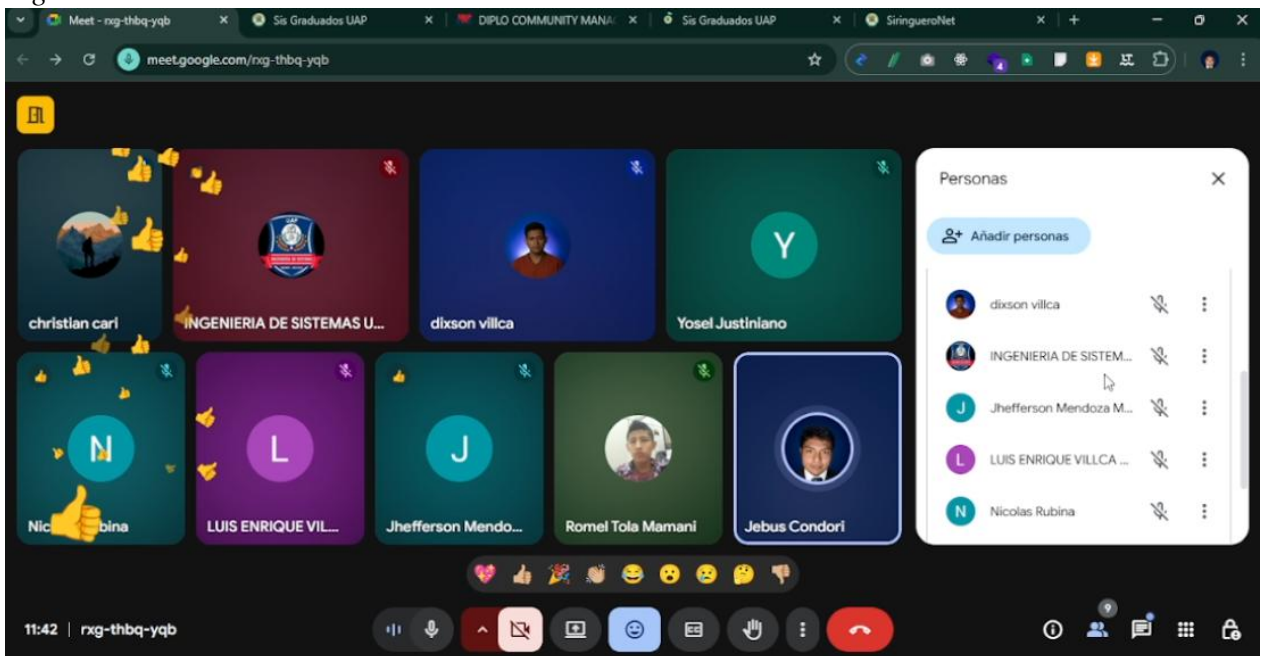 Meet - rxg-thbq-yqb
Sis Graduados UAP
DIPLO COMMUNITY MANA
Sis Graduados UAP
SiringueroNet
meet.google.com/rxg-thbq-yqb
christian cari
INGENIERIA DE SISTEMAS U...
dixson villca
Y
Yosel Justiniano
N
Nic bina
L
LUIS ENRIQUE VIL...
J
Jhefferson Mendo...
Romel Tola Mamani
Jebus Condori
Personas
Añadir personas
dixson villca
INGENIERIA DE SISTEM...
J Jhefferson Mendoza M...
L LUIS ENRIQUE VILLCA ...
N Nicolas Rubina
11:42 | rxg-thbq-yqb
CC
9